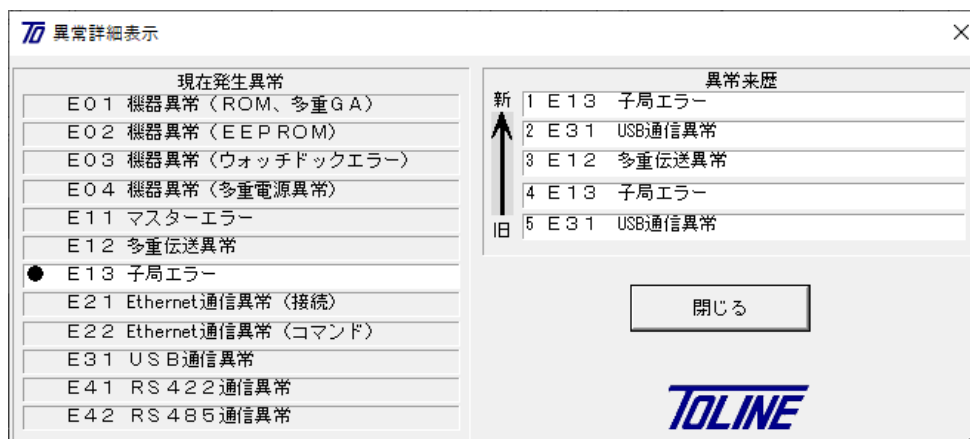 TO 異常詳細表示
現在発生異常
E01 機器異常（ROM、多重GA）
E02 機器異常（EEPROM）
E03 機器異常（ウォッチドックエラー）
E04 機器異常（多重電源異常）
E11 マスターエラー
E12 多重伝送異常
● E13 子局エラー
E21 Ethernet通信異常（接続）
E22 Ethernet通信異常（コマンド）
E31 USB通信異常
E41 RS422通信異常
E42 RS485通信異常
異常来歴
新
1 E13 子局エラー
2 E31 USB通信異常
3 E12 多重伝送異常
4 E13 子局エラー
旧
5 E31 USB通信異常
閉じる
TOLINE